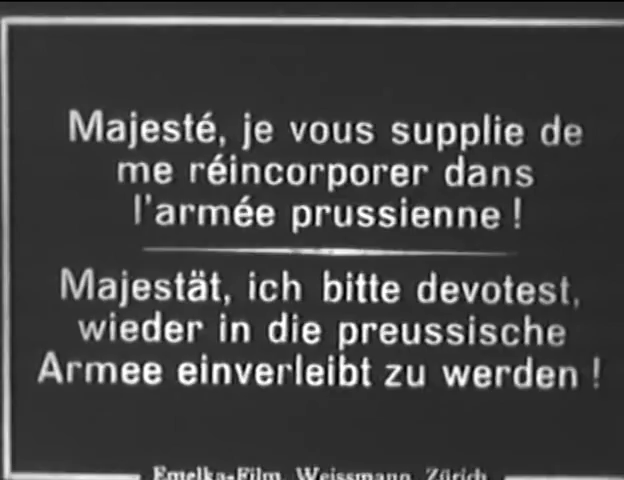 Majesté, je vous supplie de
me réincorporer dans
l'armée prussienne !
Majestät, ich bitte devotest,
wieder in die preussische
Armee einverleibt zu werden !
Emelka-Film Weissmann, Zürich